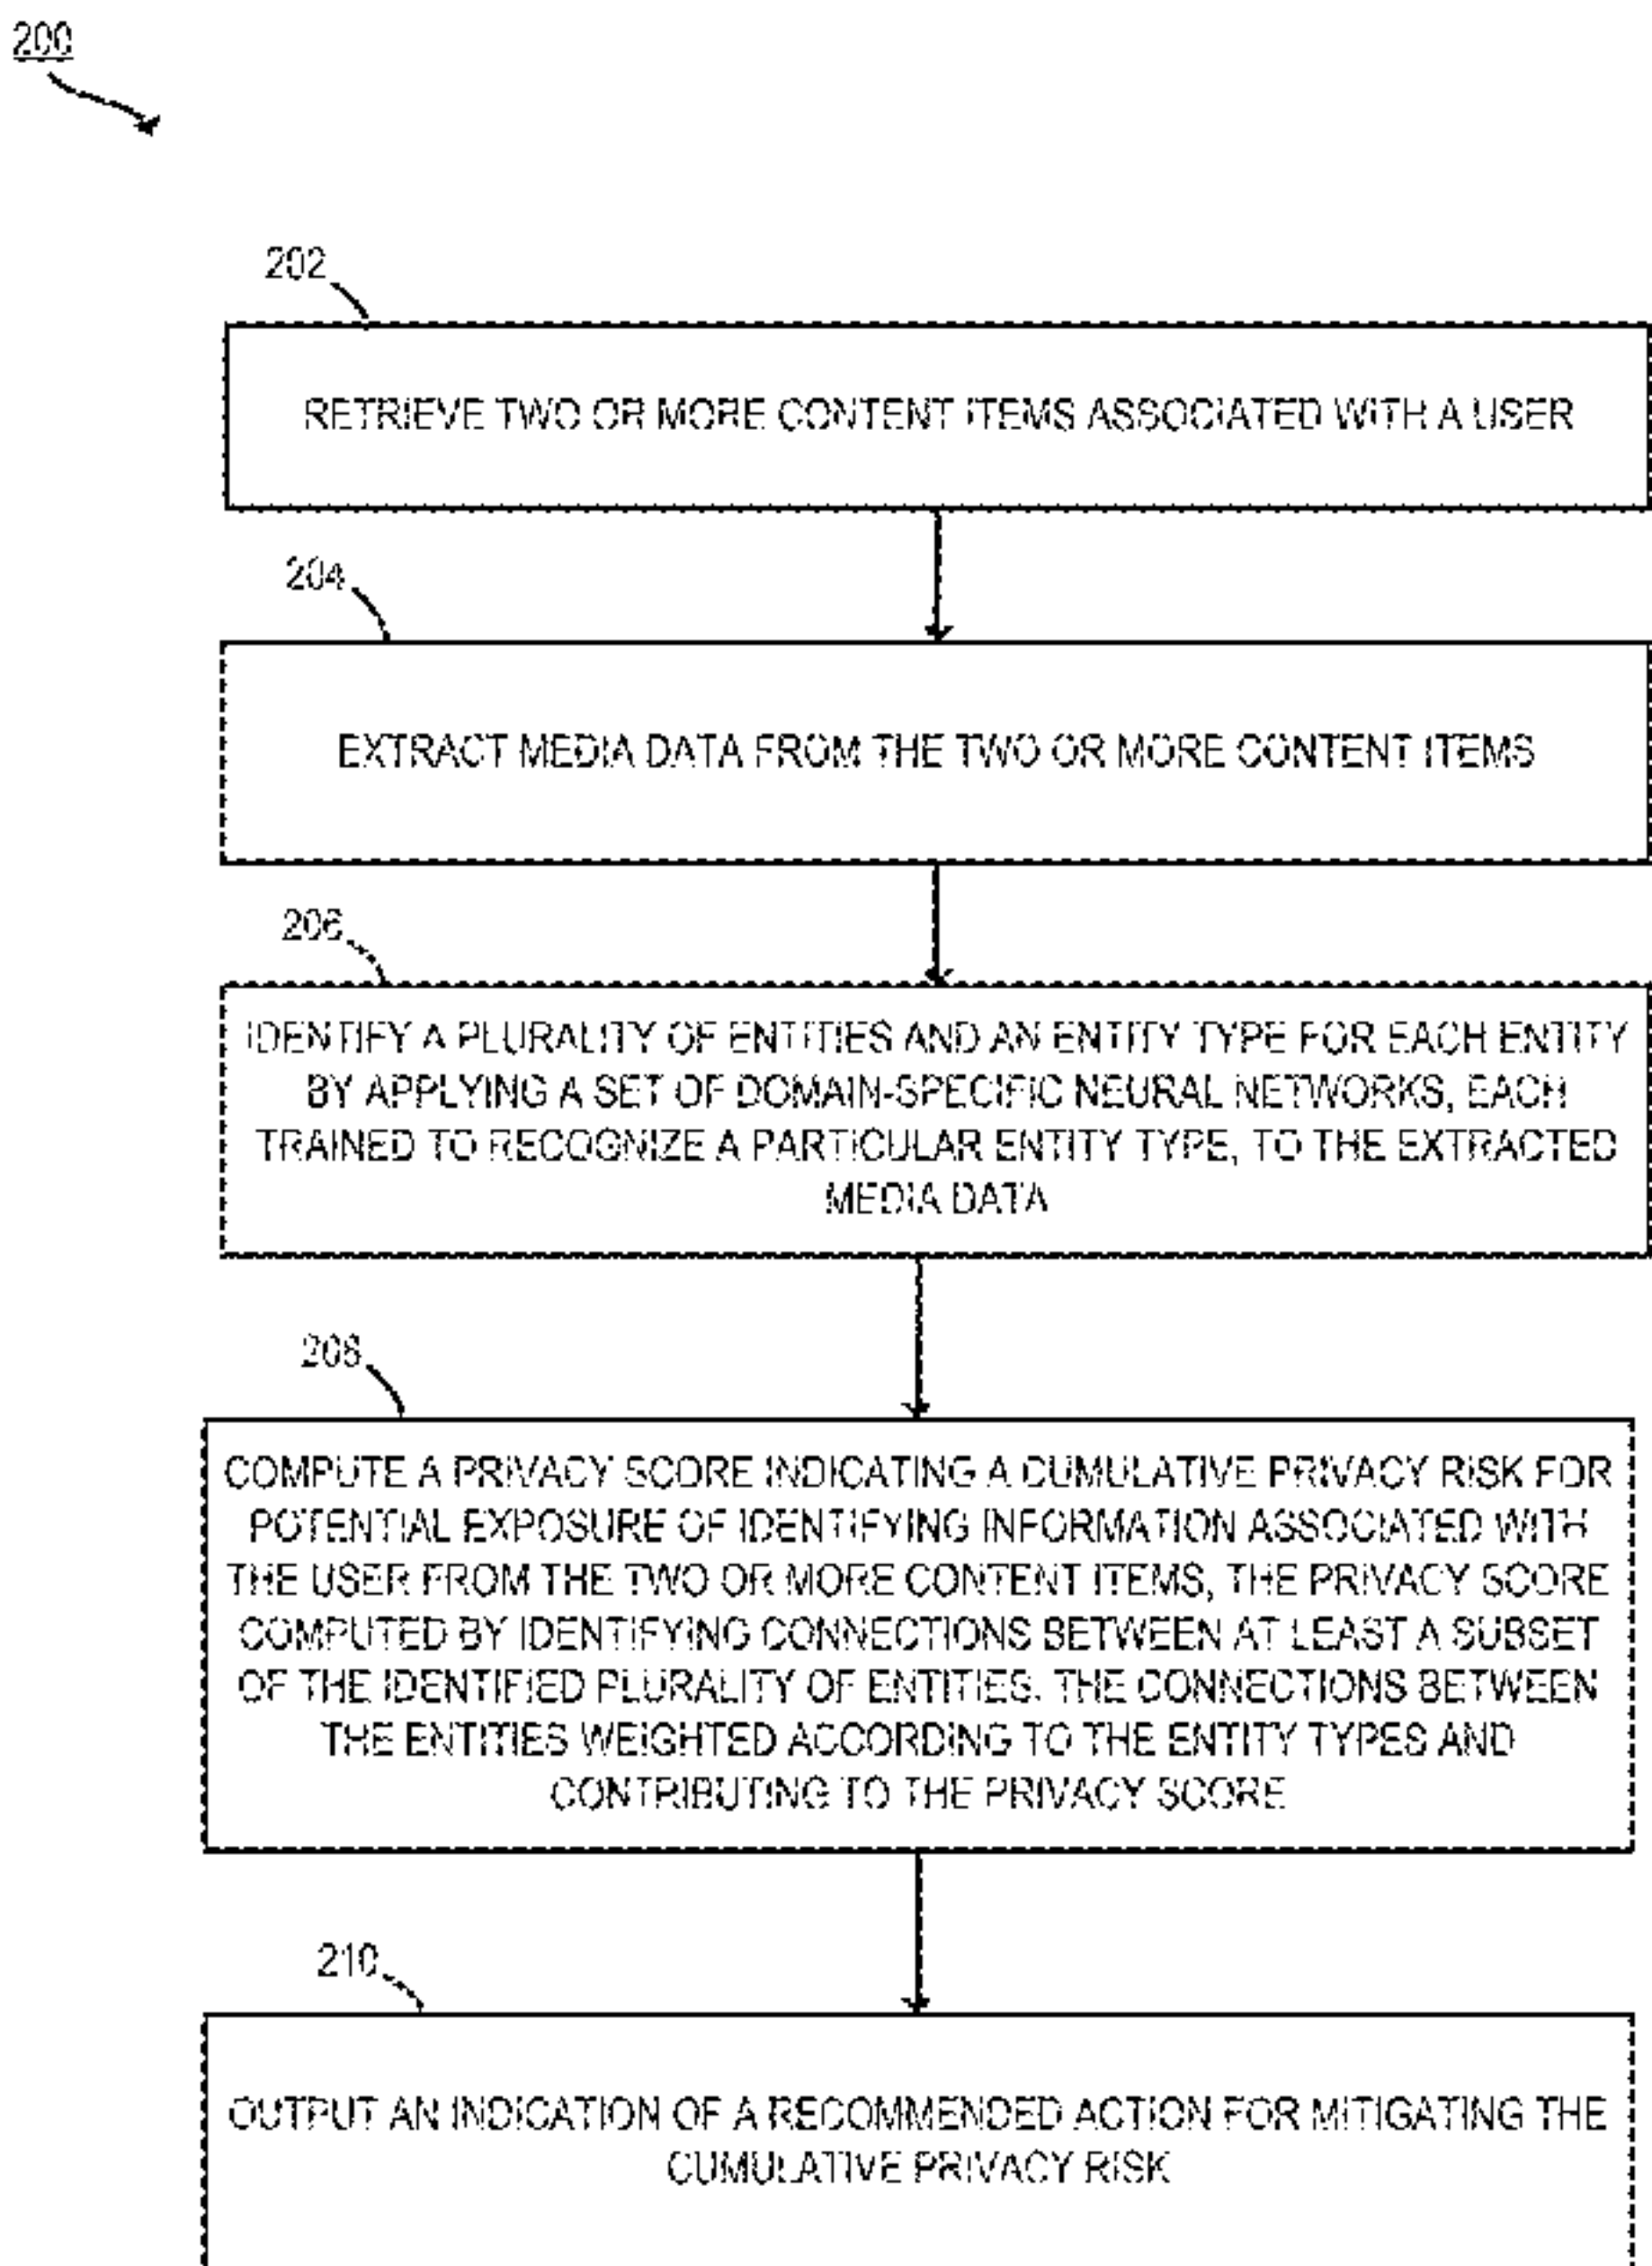 200
202
RETRIEVE TWO OR MORE CONTENT ITEMS ASSOCIATED WITH A USER
204
EXTRACT MEDIA DATA FROM THE TWO OR MORE CONTENT ITEMS
206
IDENTIFY A PLURALITY OF ENTITIES AND AN ENTITY TYPE FOR EACH ENTITY
BY APPLYING A SET OF DOMAIN-SPECIFIC NEURAL NETWORKS, EACH
TRAINED TO RECOGNIZE A PARTICULAR ENTITY TYPE, TO THE EXTRACTED
MEDIA DATA
208
COMPUTE A PRIVACY SCORE INDICATING A CUMULATIVE PRIVACY RISK FOR
POTENTIAL EXPOSURE OF IDENTIFYING INFORMATION ASSOCIATED WITH
THE USER FROM THE TWO OR MORE CONTENT ITEMS, THE PRIVACY SCORE
COMPUTED BY IDENTIFYING CONNECTIONS BETWEEN AT LEAST A SUBSET
OF THE IDENTIFIED PLURALITY OF ENTITIES, THE CONNECTIONS BETWEEN
THE ENTITIES WEIGHTED ACCORDING TO THE ENTITY TYPES AND
CONTRIBUTING TO THE PRIVACY SCORE
210
OUTPUT AN INDICATION OF A RECOMMENDED ACTION FOR MITIGATING THE
CUMULATIVE PRIVACY RISK